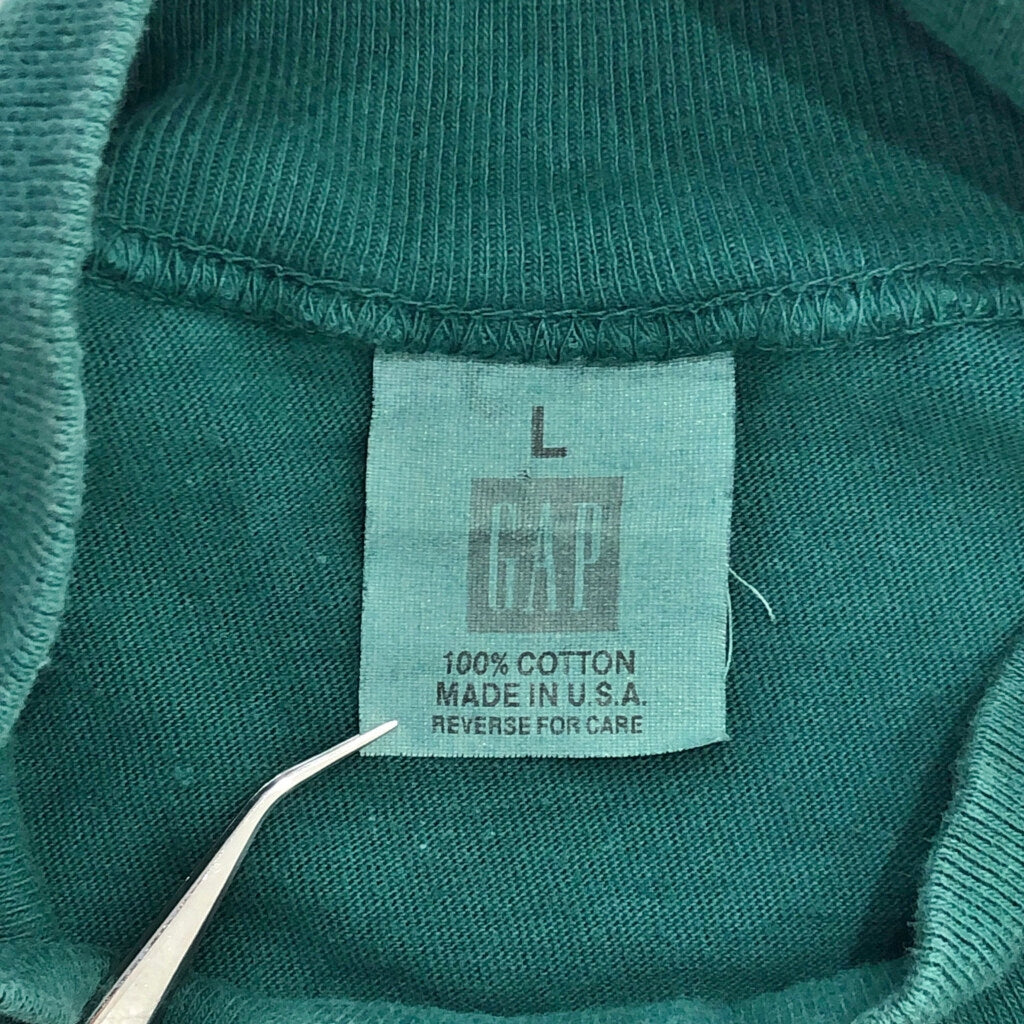 L
GAP
100% COTTON
MADE IN U.S.A.
REVERSE FOR CARE